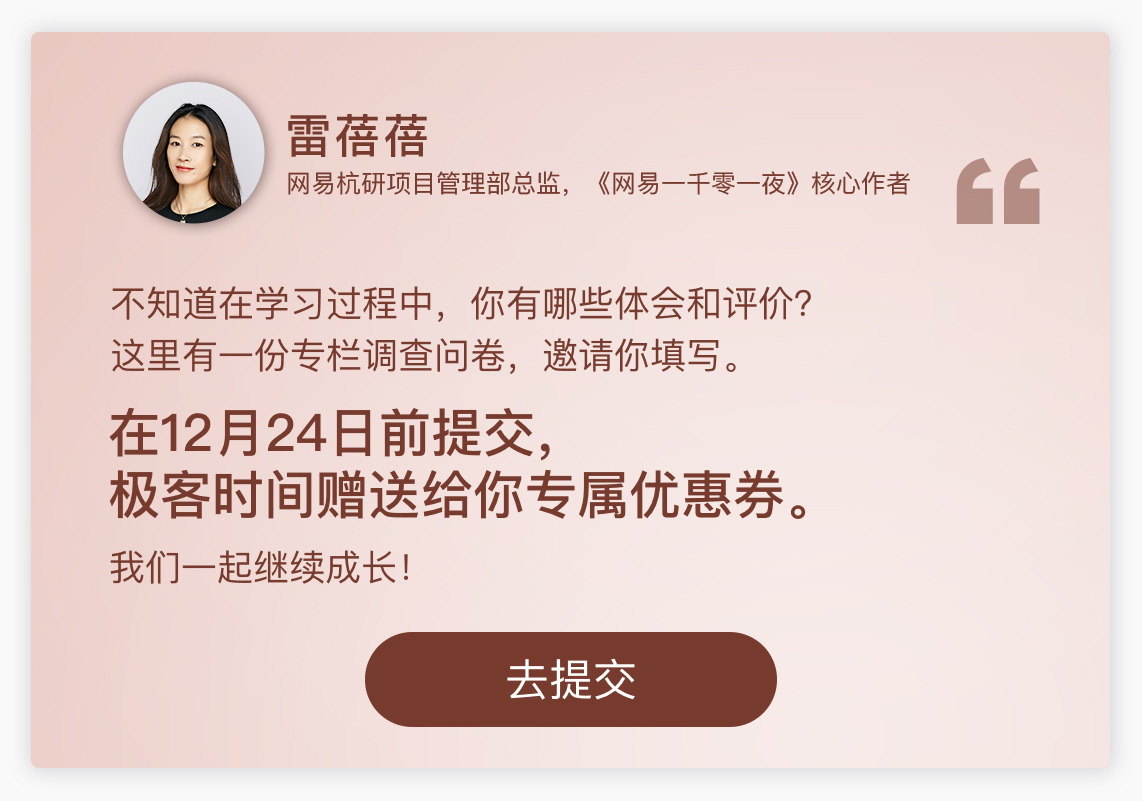 雷蓓蓓
网易杭研项目管理部总监，《网易一千零一夜》核心作者
不知道在学习过程中，你有哪些体会和评价？
这里有一份专栏调查问卷，邀请你填写。
在12月24日前提交，
极客时间赠送给你专属优惠券。
我们一起继续成长！
去提交